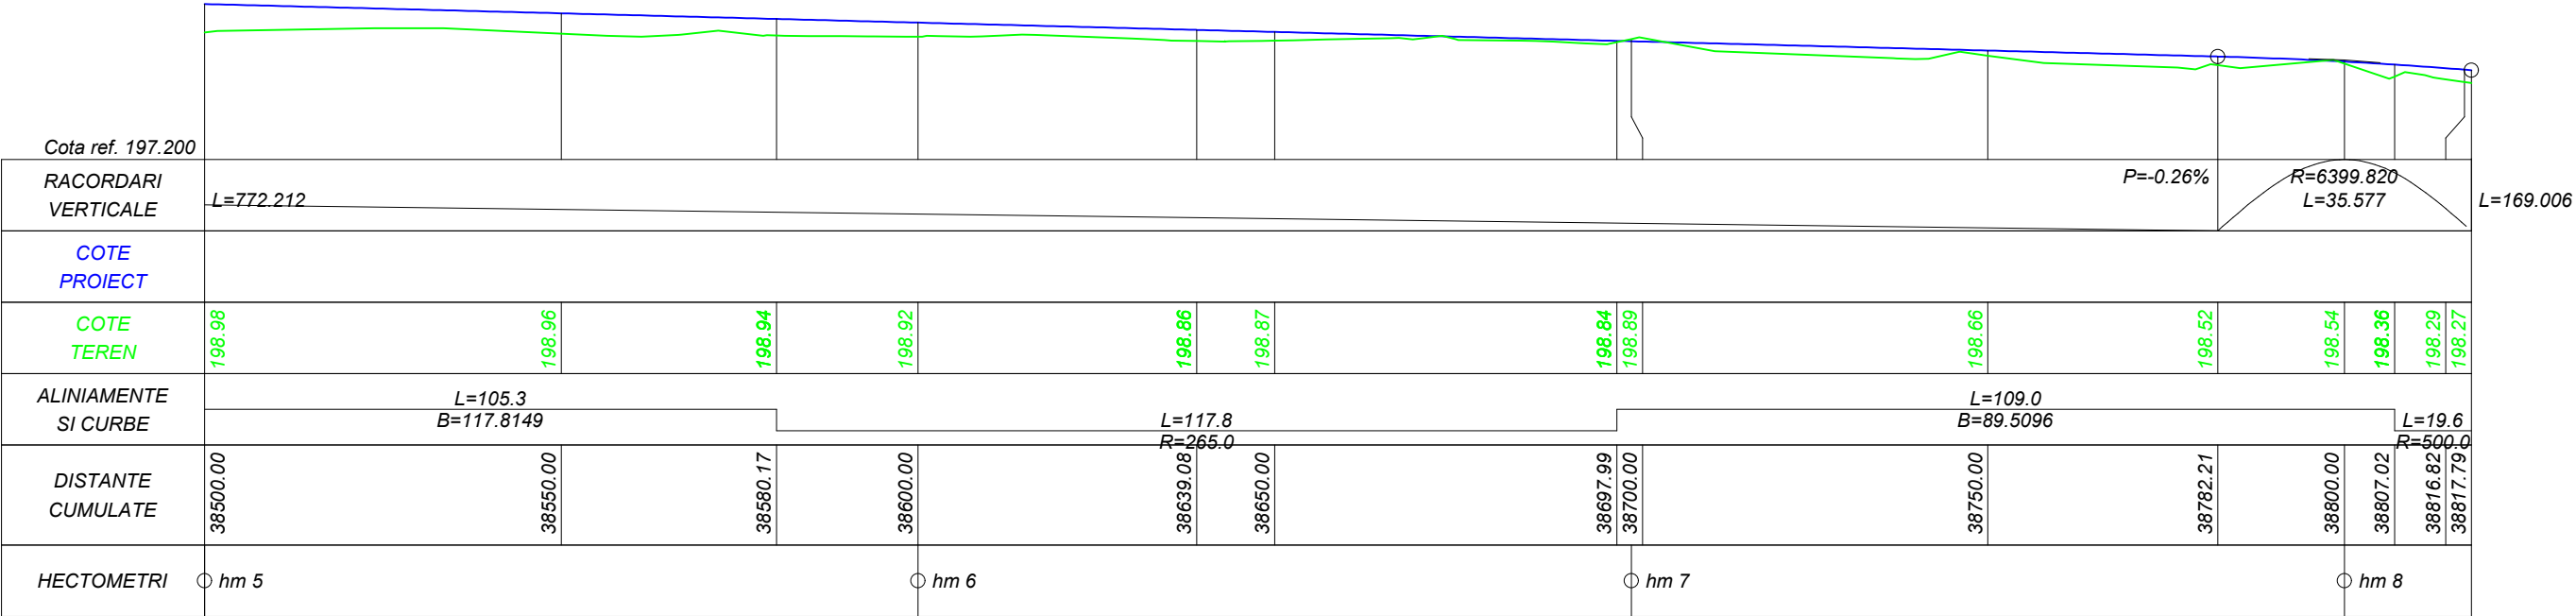 Cota ref. 197.200
RACORDARI
VERTICALE
L=772.212
P=-0.26%
R=6399.820
L=35.577
L=169.006
COTE
PROIECT
COTE
TEREN
198.98
198.96
198.94
198.92
198.86
198.87
198.84
198.89
198.66
198.52
198.54
198.36
198.29
198.27
ALINIAMENTE
SI CURBE
L=105.3
B=117.8149
L=117.8
R=265.0
L=109.0
B=89.5096
L=19.6
R=500.0
DISTANTE
CUMULATE
38500.00
38550.00
38580.17
38600.00
38639.08
38650.00
38697.99
38700.00
38750.00
38782.21
38800.00
38807.02
38816.82
38817.79
HECTOMETRI
hm 5
hm 6
hm 7
hm 8